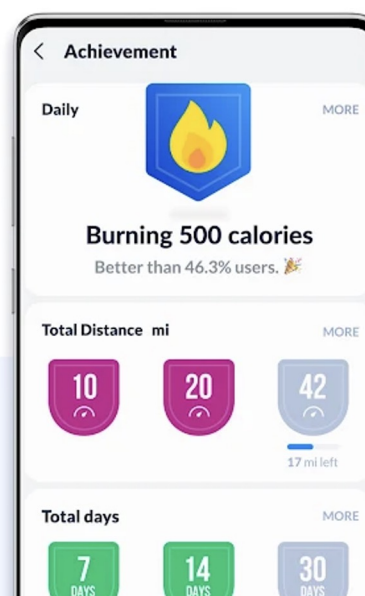 Achievement
Daily
MORE
Burning 500 calories
Better than 46.3% users. 🎉
Total Distance mi
MORE
10
20
42
17 mi left
Total days
MORE
7
DAYS
14
DAYS
30
DAYS